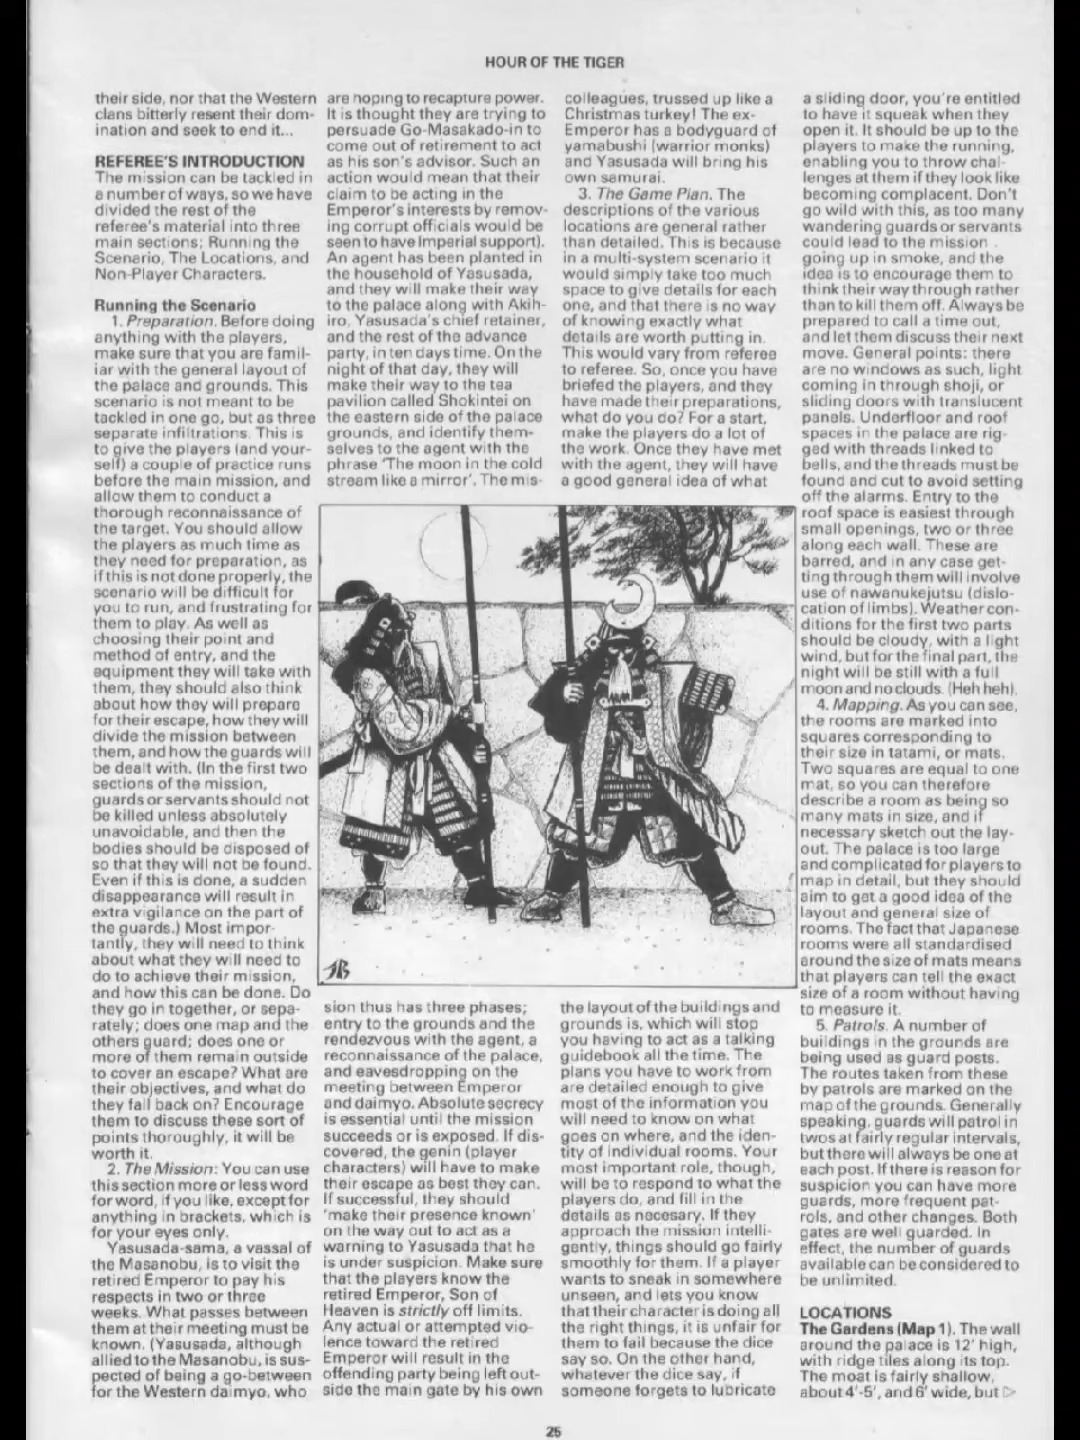 HOUR OF THE TIGER
their side, nor that the Western
clans bitterly resent their dom-
ination and seek to end it...
REFEREE'S INTRODUCTION
The mission can be tackled in
a number of ways, so we have
divided the rest of the
referee's material into three
main sections; Running the
Scenario, The Locations, and
Non-Player Characters.
Running the Scenario
1. Preparation. Before doing
anything with the players,
make sure that you are famil-
iar with the general layout of
the palace and grounds. This
scenario is not meant to be
tackled in one go, but as three
separate infiltrations. This is
to give the players (and your-
self) a couple of practice runs
before the main mission, and
allow them to conduct a
thorough reconnaissance of
the target. You should allow
the players as much time as
they need for preparation, as
if this is not done properly, the
scenario will be difficult for
you to run, and frustrating for
them to play. As well as
choosing their point and
method of entry, and the
equipment they will take with
them, they should also think
about how they will prepare
for their escape, how they will
divide the mission between
them, and how the guards will
be dealt with. (In the first two
sections of the mission,
guards or servants should not
be killed unless absolutely
unavoidable, and then the
bodies should be disposed of
so that they will not be found.
Even if this is done, a sudden
disappearance will result in
extra vigilance on the part of
the guards.) Most impor-
tantly, they will need to think
about what they will need to
do to achieve their mission,
and how this can be done. Do
they go in together, or sepa-
rately; does one map and the
others guard; does one or
more of them remain outside
to cover an escape? What are
their objectives, and what do
they fall back on? Encourage
them to discuss these sort of
points thoroughly, it will be
worth it.
2. The Mission: You can use
this section more or less word
for word, if you like, except for
anything in brackets, which is
for your eyes only.
Yasusada-sama, a vassal of
the Masanobu, is to visit the
retired Emperor to pay his
respects in two or three
weeks. What passes between
them at their meeting must be
known. (Yasusada, although
allied to the Masanobu, is sus-
pected of being a go-between
for the Western daimyo, who
are hoping to recapture power.
It is thought they are trying to
persuade Go-Masakado-in to
come out of retirement to act
as his son's advisor. Such an
action would mean that their
claim to be acting in the
Emperor's interests by remov-
ing corrupt officials would be
seen to have Imperial support).
An agent has been planted in
the household of Yasusada,
and they will make their way
to the palace along with Akih-
iro, Yasusada's chief retainer,
and the rest of the advance
party, in ten days time. On the
night of that day, they will
make their way to the tea
pavilion called Shokintei on
the eastern side of the palace
grounds, and identify them-
selves to the agent with the
phrase 'The moon in the cold
stream like a mirror'. The mis-
JB
sion thus has three phases;
entry to the grounds and the
rendezvous with the agent, a
reconnaissance of the palace,
and eavesdropping on the
meeting between Emperor
and daimyo. Absolute secrecy
is essential until the mission
succeeds or is exposed. If dis-
covered, the genin (player
characters) will have to make
their escape as best they can.
If successful, they should
'make their presence known'
on the way out to act as a
warning to Yasusada that he
is under suspicion. Make sure
that the players know the
retired Emperor, Son of
Heaven is strictly off limits.
Any actual or attempted vio-
lence toward the retired
Emperor will result in the
offending party being left out-
side the main gate by his own
colleagues, trussed up like a
Christmas turkey! The ex-
Emperor has a bodyguard of
yamabushi (warrior monks)
and Yasusada will bring his
own samurai.
3. The Game Plan. The
descriptions of the various
locations are general rather
than detailed. This is because
in a multi-system scenario it
would simply take too much
space to give details for each
one, and that there is no way
of knowing exactly what
details are worth putting in.
This would vary from referee
to referee. So, once you have
briefed the players, and they
have made their preparations,
what do you do? For a start,
make the players do a lot of
the work. Once they have met
with the agent, they will have
a good general idea of what
the layout of the buildings and
grounds is, which will stop
you having to act as a talking
guidebook all the time. The
plans you have to work from
are detailed enough to give
most of the information you
will need to know on what
goes on where, and the iden-
tity of individual rooms. Your
most important role, though,
will be to respond to what the
players do, and fill in the
details as necesary. If they
approach the mission intelli-
gently, things should go fairly
smoothly for them. If a player
wants to sneak in somewhere
unseen, and lets you know
that their character is doing all
the right things, it is unfair for
them to fail because the dice
say so. On the other hand,
whatever the dice say, if
someone forgets to lubricate
a sliding door, you're entitled
to have it squeak when they
open it. It should be up to the
players to make the running,
enabling you to throw chal-
lenges at them if they look like
becoming complacent. Don't
go wild with this, as too many
wandering guards or servants
could lead to the mission
going up in smoke, and the
idea is to encourage them to
think their way through rather
than to kill them off. Always be
prepared to call a time out,
and let them discuss their next
move. General points: there
are no windows as such, light
coming in through shoji, or
sliding doors with translucent
panels. Underfloor and roof
spaces in the palace are rig-
ged with threads linked to
bells, and the threads must be
found and cut to avoid setting
off the alarms. Entry to the
roof space is easiest through
small openings, two or three
along each wall. These are
barred, and in any case get-
ting through them will involve
use of nawanukejutsu (dislo-
cation of limbs). Weather con-
ditions for the first two parts
should be cloudy, with a light
wind, but for the final part, the
night will be still with a full
moon and no clouds. (Heh heh).
4. Mapping. As you can see,
the rooms are marked into
squares corresponding to
their size in tatami, or mats.
Two squares are equal to one
mat, so you can therefore
describe a room as being so
many mats in size, and if
necessary sketch out the lay-
out. The palace is too large
and complicated for players to
map in detail, but they should
aim to get a good idea of the
layout and general size of
rooms. The fact that Japanese
rooms were all standardised
around the size of mats means
that players can tell the exact
size of a room without having
to measure it.
5. Patrols. A number of
buildings in the grounds are
being used as guard posts.
The routes taken from these
by patrols are marked on the
map of the grounds. Generally
speaking, guards will patrol in
twos at fairly regular intervals,
but there will always be one at
each post. If there is reason for
suspicion you can have more
guards, more frequent pat-
rols, and other changes. Both
gates are well guarded. In
effect, the number of guards
available can be considered to
be unlimited.
LOCATIONS
The Gardens (Map 1). The wall
around the palace is 12' high,
with ridge tiles along its top.
The moat is fairly shallow,
about 4'-5', and 6' wide, but ▷
25